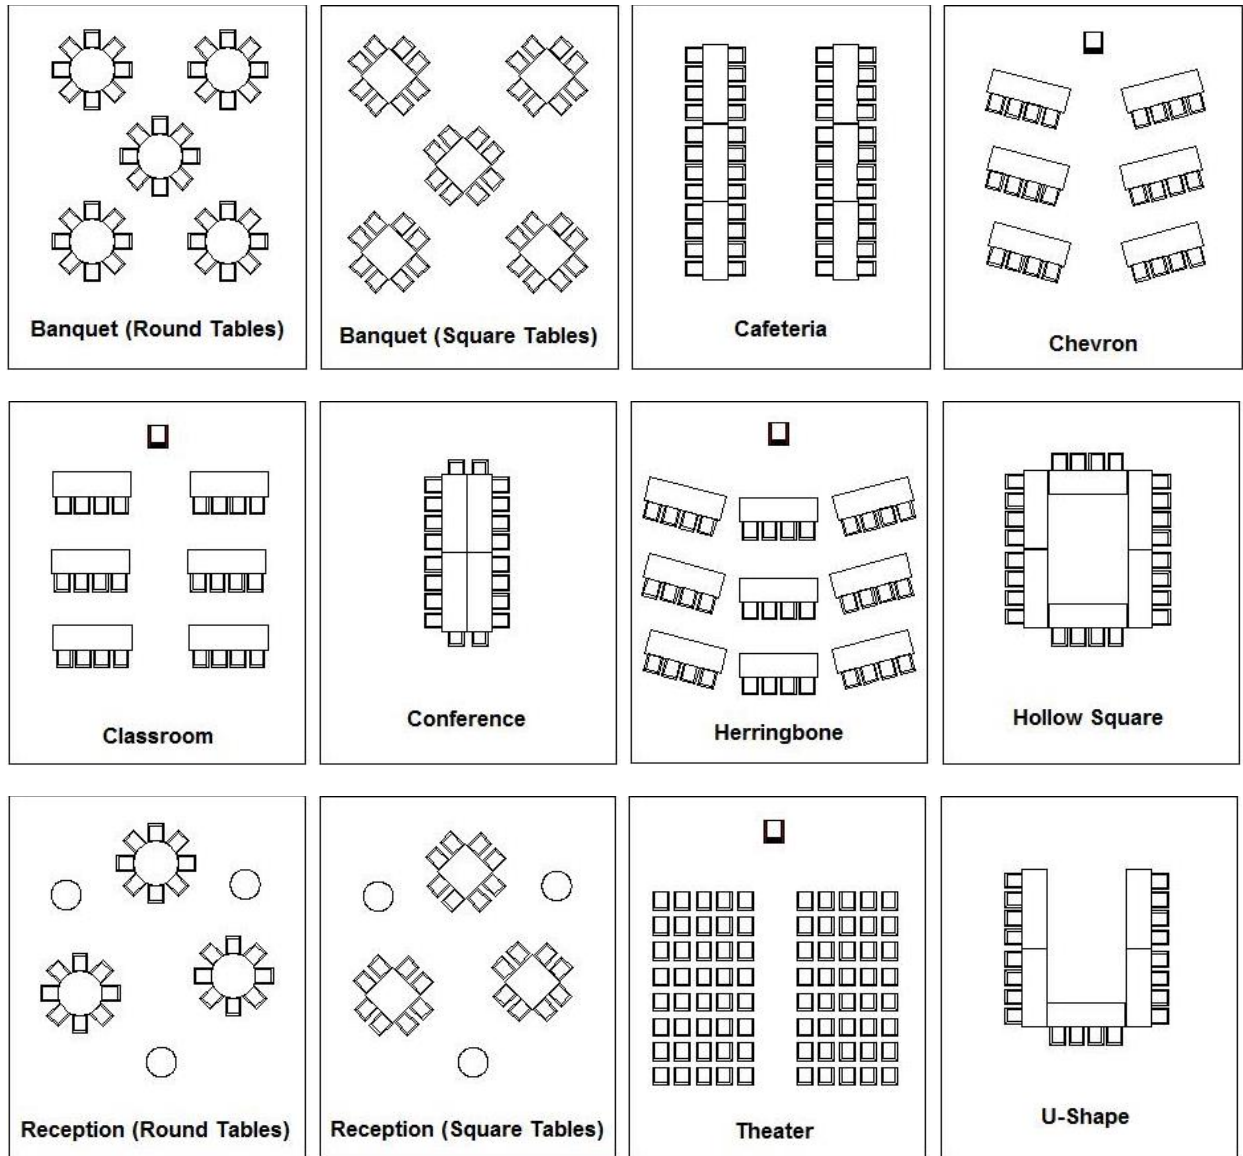 Banquet (Round Tables)
Banquet (Square Tables)
Cafeteria
Chevron
Classroom
Conference
Herringbone
Hollow Square
Reception (Round Tables)
Reception (Square Tables)
Theater
U-Shape